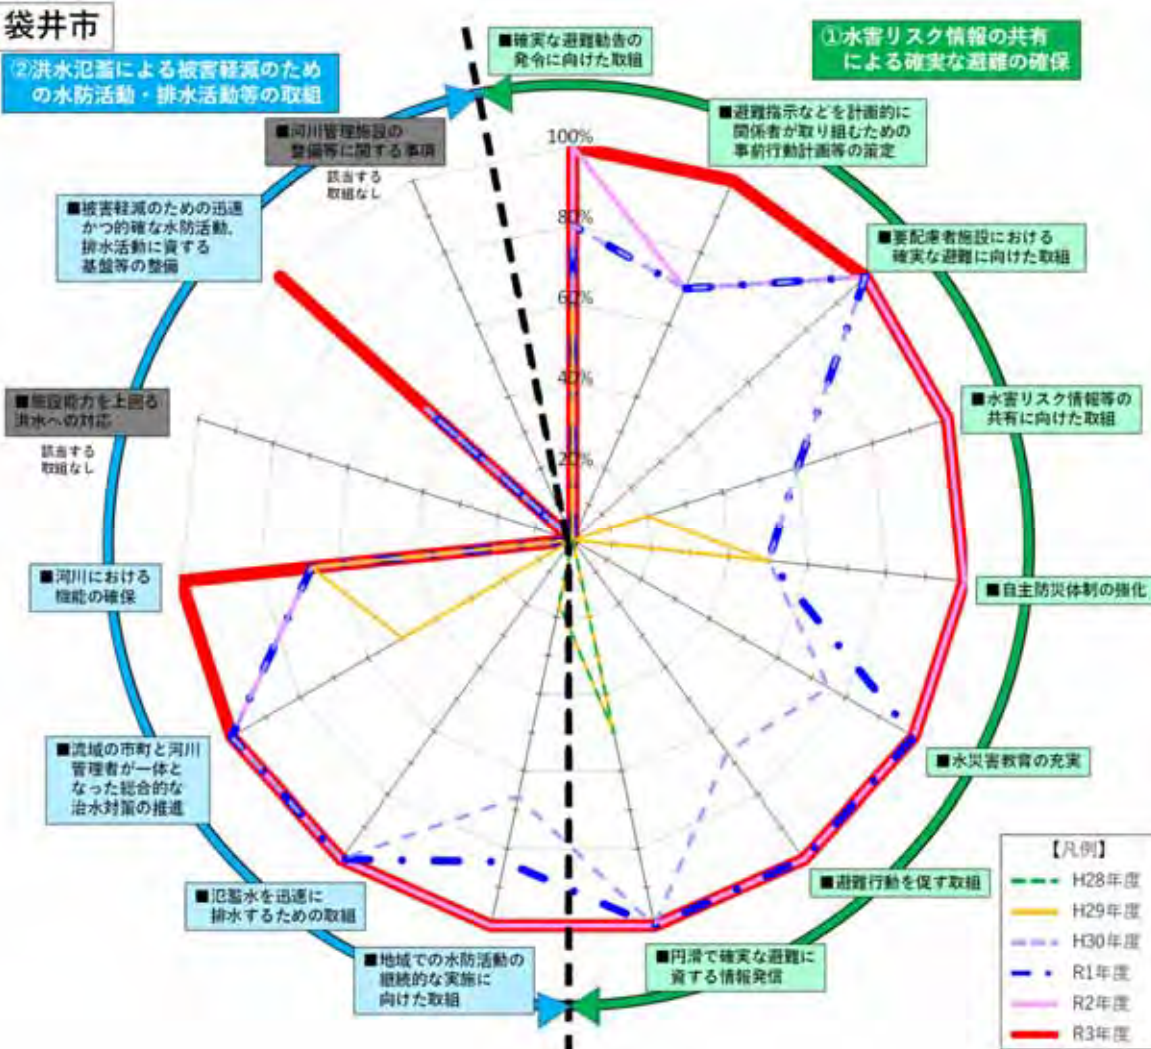 袋井市
②洪水氾濫による被害軽減のため
の水防活動・排水活動等の取組
①水害リスク情報の共有
による確実な避難の確保
■確実な避難勧告の
発令に向けた取組
■避難指示などを計画的に
関係者が取り組むための
事前行動計画等の策定
■要配慮者施設における
確実な避難に向けた取組
■水害リスク情報等の
共有に向けた取組
■自主防災体制の強化
■水災害教育の充実
■避難行動を促す取組
■円滑で確実な避難に
資する情報発信
■地域での水防活動の
継続的な実施に
向けた取組
■氾濫水を迅速に
排水するための取組
■流域の市町と河川
管理者が一体と
なった総合的な
治水対策の推進
■河川における
機能の確保
■施設能力を上回る
洪水への対応
該当する
取組なし
■被害軽減のための迅速
かつ的確な水防活動、
排水活動に資する
基盤等の整備
■河川管理施設の
整備等に関する事項
該当する
取組なし
100%
80%
60%
40%
20%
【凡例】
H28年度
H29年度
H30年度
R1年度
R2年度
R3年度